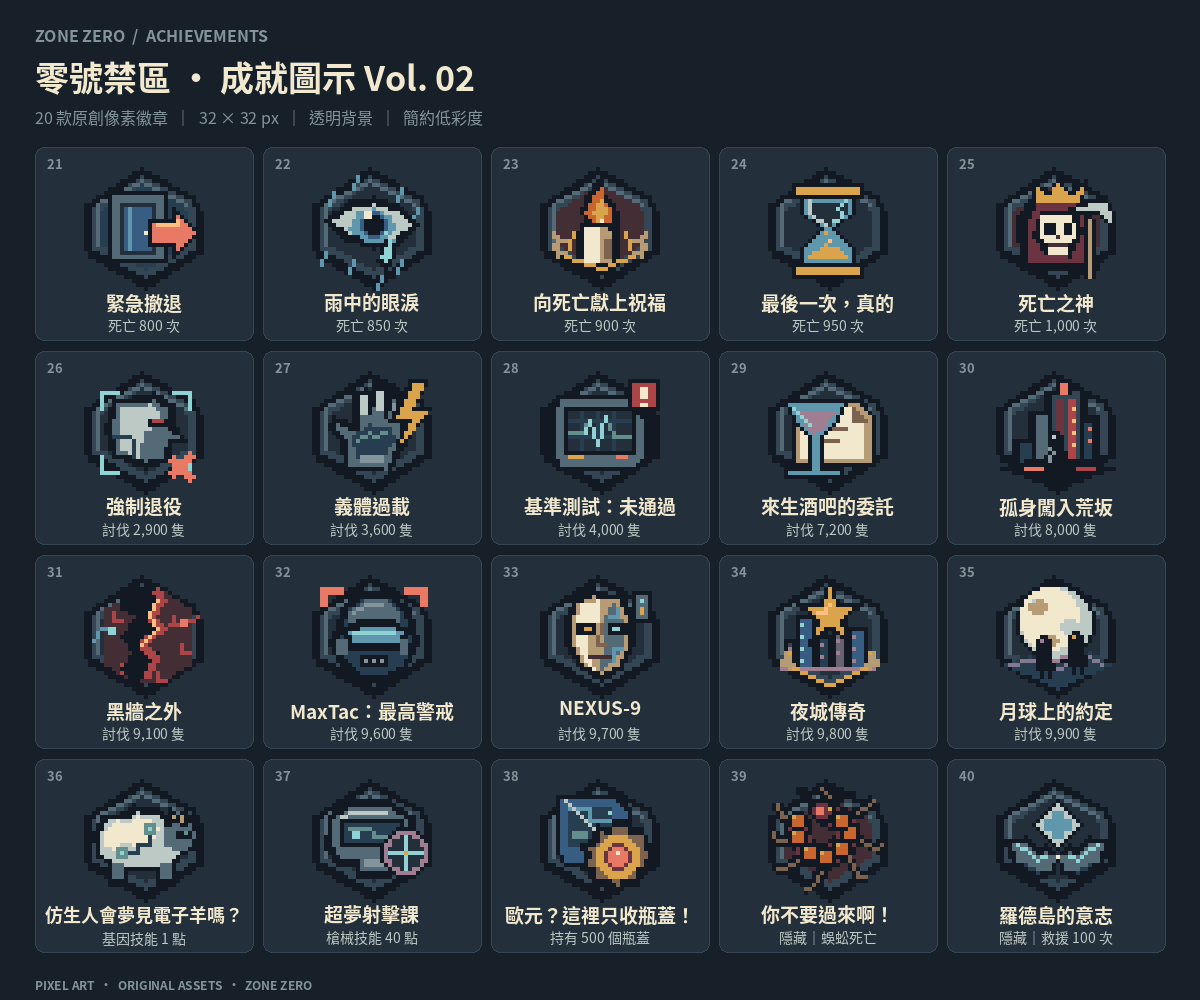 ZONE ZERO / ACHIEVEMENTS
零號禁區 • 成就圖示 Vol. 02
20 款原創像素徽章 | 32 × 32 px | 透明背景 | 簡約低彩度
21
緊急撤退
死亡 800 次
22
雨中的眼淚
死亡 850 次
23
向死亡獻上祝福
死亡 900 次
24
最後一次，真的
死亡 950 次
25
死亡之神
死亡 1,000 次
26
強制退役
討伐 2,900 隻
27
義體過載
討伐 3,600 隻
28
基準測試：未通過
討伐 4,000 隻
29
來生酒吧的委託
討伐 7,200 隻
30
孤身闖入荒坂
討伐 8,000 隻
31
黑牆之外
討伐 9,100 隻
32
MaxTac：最高警戒
討伐 9,600 隻
33
NEXUS-9
討伐 9,700 隻
34
夜城傳奇
討伐 9,800 隻
35
月球上的約定
討伐 9,900 隻
36
仿生人會夢見電子羊嗎？
基因技能 1 點
37
超夢射擊課
槍械技能 40 點
38
歐元？這裡只收瓶蓋！
持有 500 個瓶蓋
39
你不要過來啊！
隱藏｜蜈蚣死亡
40
羅德島的意志
隱藏｜救援 100 次
PIXEL ART • ORIGINAL ASSETS • ZONE ZERO